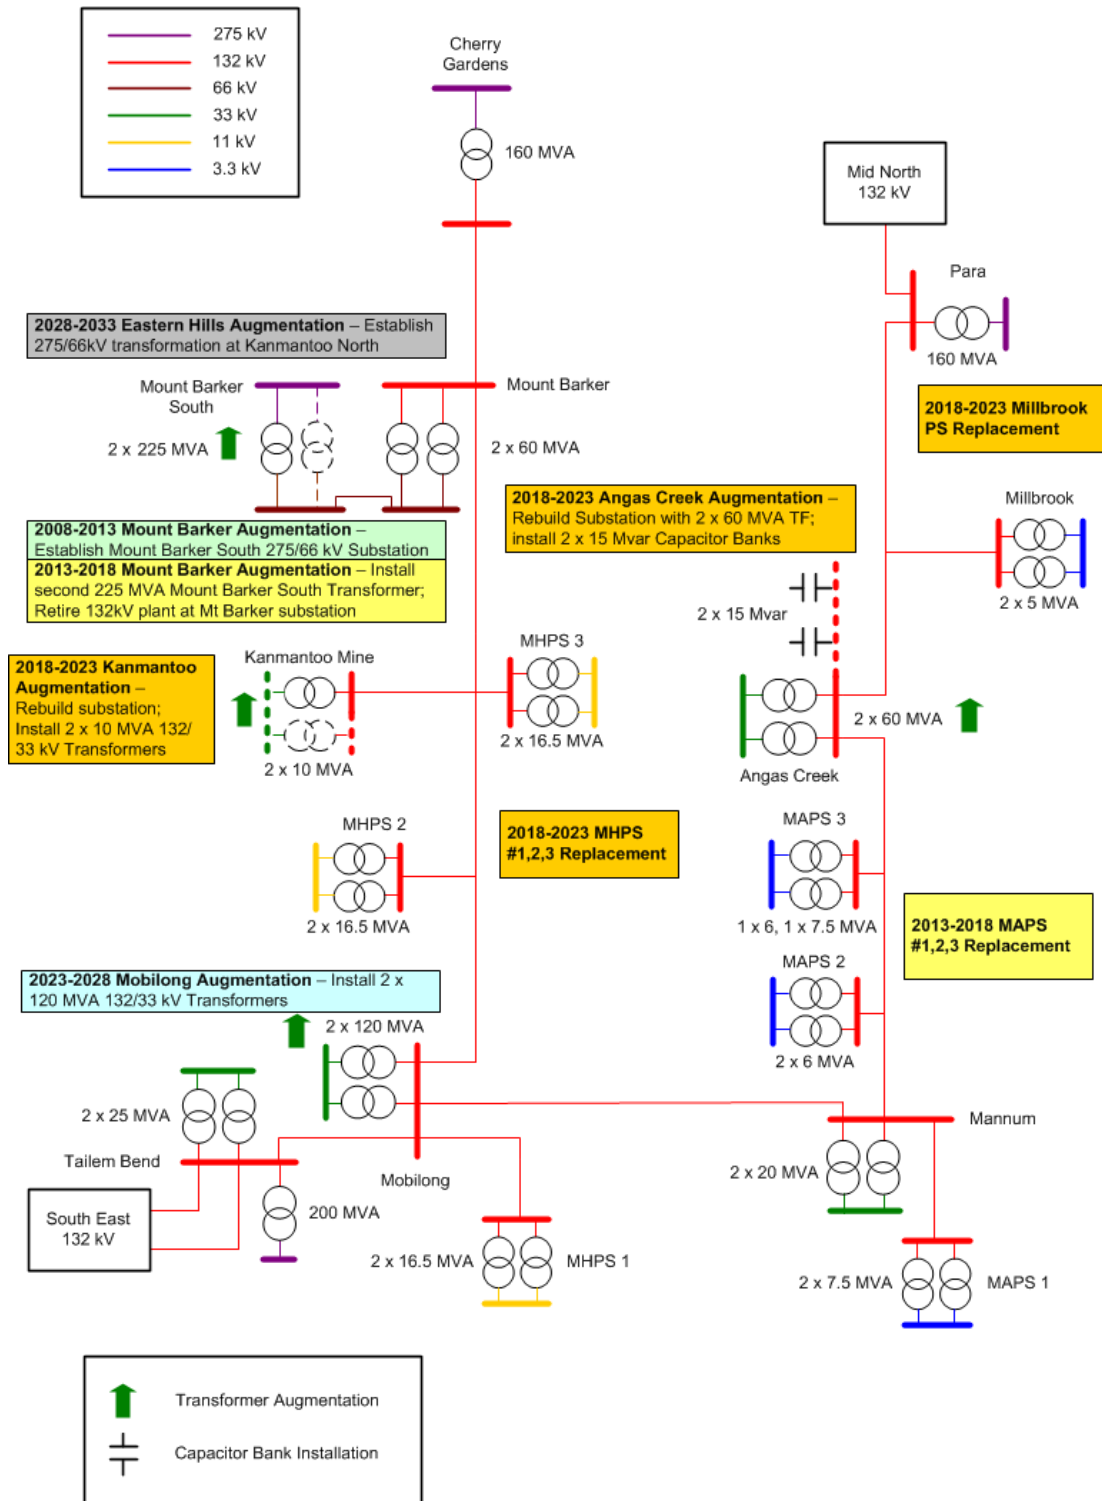 275 kV
132 kV
66 kV
33 kV
11 kV
3.3 kV
Cherry
Gardens
160 MVA
Mid North
132 kV
Para
160 MVA
2028-2033 Eastern Hills Augmentation – Establish
275/66kV transformation at Kanmantoo North
Mount Barker
South
2 x 225 MVA
Mount Barker
2 x 60 MVA
2018-2023 Millbrook
PS Replacement
2018-2023 Angas Creek Augmentation –
Rebuild Substation with 2 x 60 MVA TF;
install 2 x 15 Mvar Capacitor Banks
Millbrook
2 x 5 MVA
2008-2013 Mount Barker Augmentation –
Establish Mount Barker South 275/66 kV Substation
2013-2018 Mount Barker Augmentation – Install
second 225 MVA Mount Barker South Transformer;
Retire 132kV plant at Mt Barker substation
2 x 15 Mvar
2018-2023 Kanmantoo
Augmentation –
Rebuild substation;
Install 2 x 10 MVA 132/
33 kV Transformers
Kanmantoo Mine
2 x 10 MVA
MHPS 3
2 x 16.5 MVA
2 x 60 MVA
Angas Creek
MHPS 2
2 x 16.5 MVA
2018-2023 MHPS
#1,2,3 Replacement
MAPS 3
1 x 6, 1 x 7.5 MVA
2013-2018 MAPS
#1,2,3 Replacement
MAPS 2
2 x 6 MVA
2023-2028 Mobilong Augmentation – Install 2 x
120 MVA 132/33 kV Transformers
2 x 120 MVA
2 x 25 MVA
Tailem Bend
Mobilong
Mannum
2 x 20 MVA
South East
132 kV
200 MVA
2 x 16.5 MVA
MHPS 1
2 x 7.5 MVA
MAPS 1
Transformer Augmentation
Capacitor Bank Installation